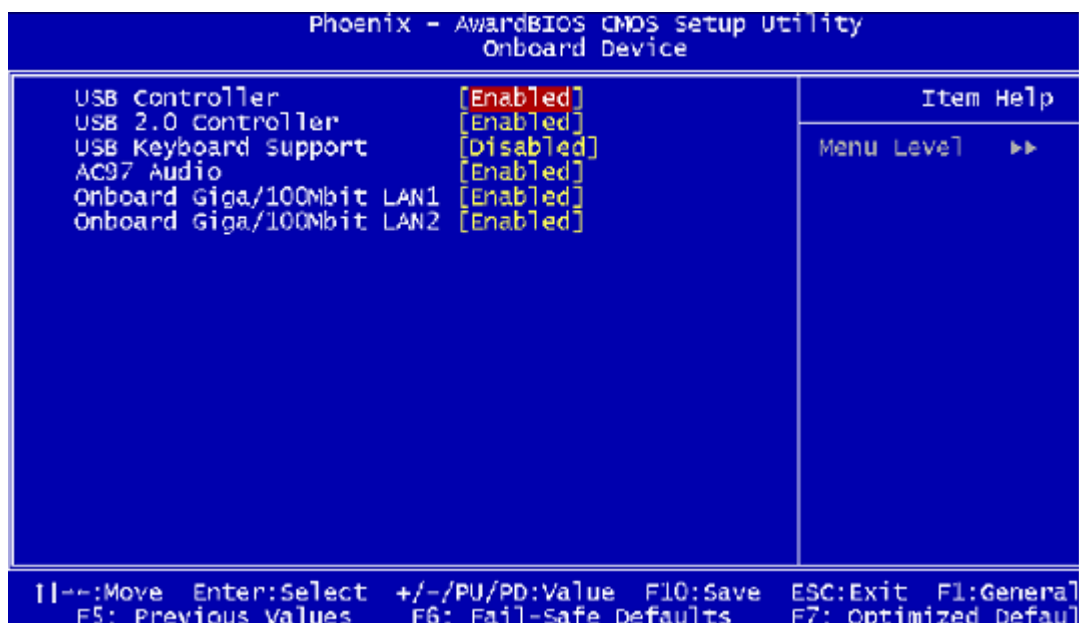 Phoenix - AwardBIOS CMOS Setup Utility
Onboard Device
USB Controller [Enabled]
USB 2.0 Controller [Enabled]
USB Keyboard Support [Disabled]
AC97 Audio [Enabled]
Onboard Giga/100Mbit LAN1 [Enabled]
Onboard Giga/100Mbit LAN2 [Enabled]
Item Help
Menu Level ▶▶
:Move Enter:Select +/-/PU/PD:Value F10:Save ESC:Exit F1:General
F5: Previous Values F6: Fail-Safe Defaults F7: Optimized Defaul